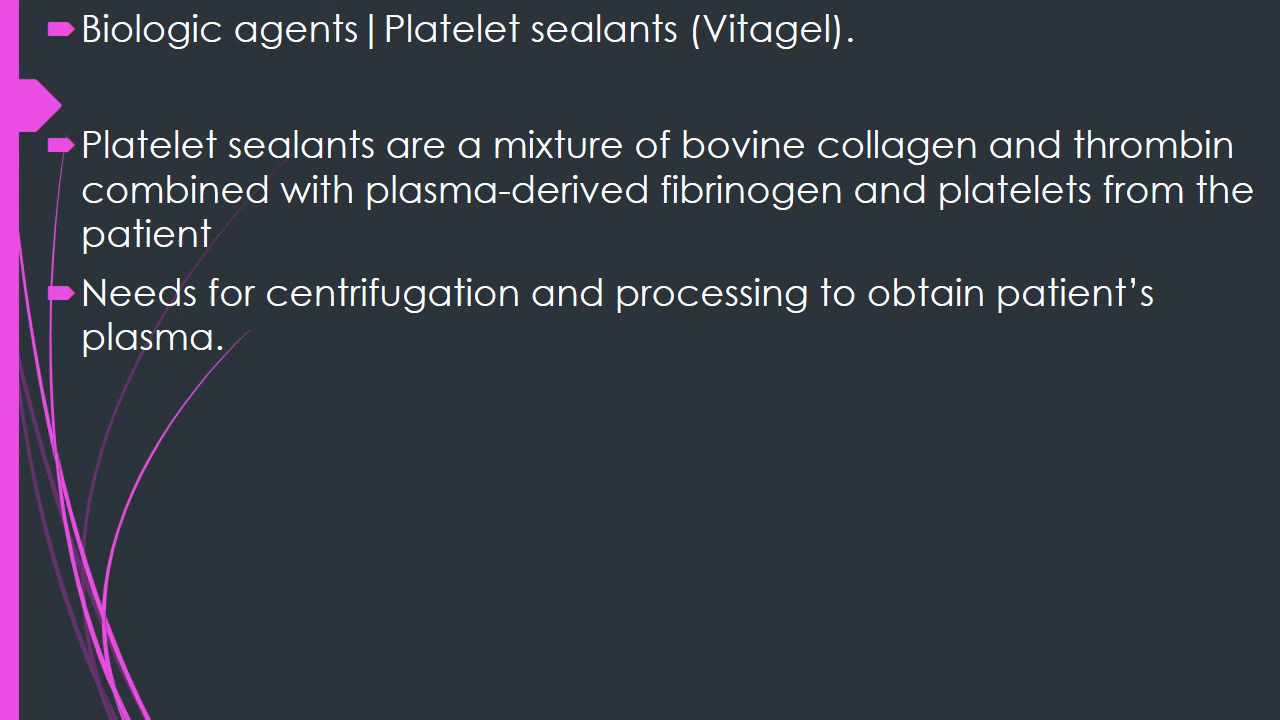 Biologic agents|Platelet sealants (Vitagel).
Platelet sealants are a mixture of bovine collagen and thrombin
combined with plasma-derived fibrinogen and platelets from the
patient
Needs for centrifugation and processing to obtain patient’s
plasma.